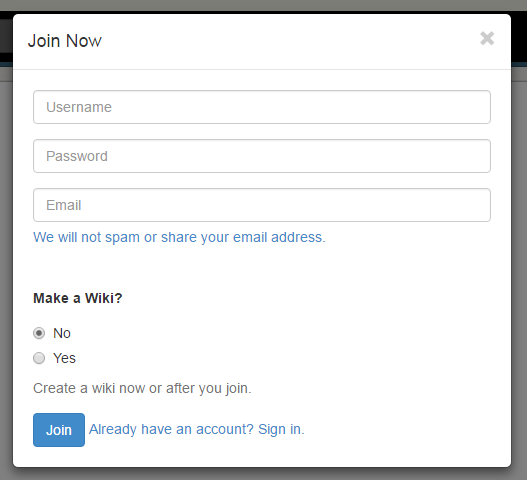 Join Now
Username
Password
Email
We will not spam or share your email address.
Make a Wiki?
No
Yes
Create a wiki now or after you join.
Join Already have an account? Sign in.